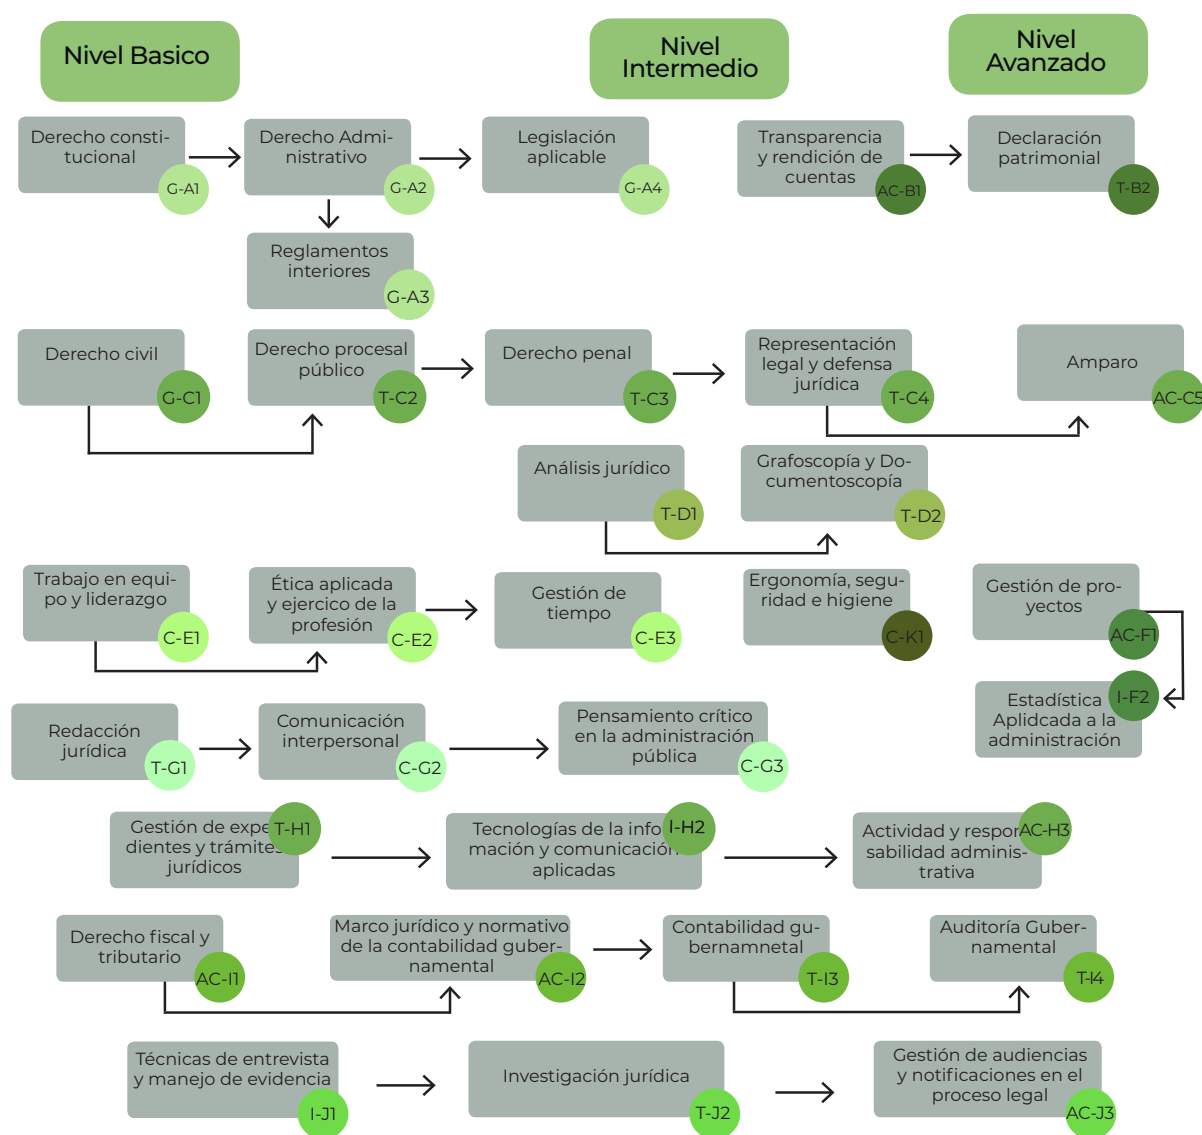 Nivel Basico
Nivel
Intermedio
Nivel
Avanzado
Derecho consti-
tucional
G-A1
Derecho Admi-
nistrativo
G-A2
Legislación
aplicable
G-A4
Transparencia
y rendición de
cuentas
AC-B1
Declaración
patrimonial
T-B2
Reglamentos
interiores
G-A3
Derecho civil
G-C1
Derecho procesal
público
T-C2
Derecho penal
T-C3
Representación
legal y defensa
jurídica
T-C4
Amparo
AC-C5
Análisis jurídico
T-D1
Grafoscopía y Do-
cumentoscopía
T-D2
Trabajo en equi-
po y liderazgo
C-E1
Ética aplicada
y ejercico de la
profesión
C-E2
Gestión de
tiempo
C-E3
Ergonomía, segu-
ridad e higiene
C-K1
Gestión de pro-
yectos
AC-F1
I-F2
Estadística
Aplidcada a la
administración
Redacción
jurídica
T-G1
Comunicación
interpersonal
C-G2
Pensamiento crítico
en la administración
pública
C-G3
Gestión de expe
dientes y trámites
jurídicos
T-H1
Tecnologías de la info
mación y comunicación
aplicadas
I-H2
Actividad y respon
sabilidad adminis-
trativa
AC-H3
Derecho fiscal y
tributario
AC-I1
Marco jurídico y normativo
de la contabilidad guber-
namental
AC-I2
Contabilidad gu-
bernamnetal
T-I3
Auditoría Guber-
namental
T-I4
Técnicas de entrevista
y manejo de evidencia
I-J1
Investigación jurídica
T-J2
Gestión de audiencias
y notificaciones en el
proceso legal
AC-J3